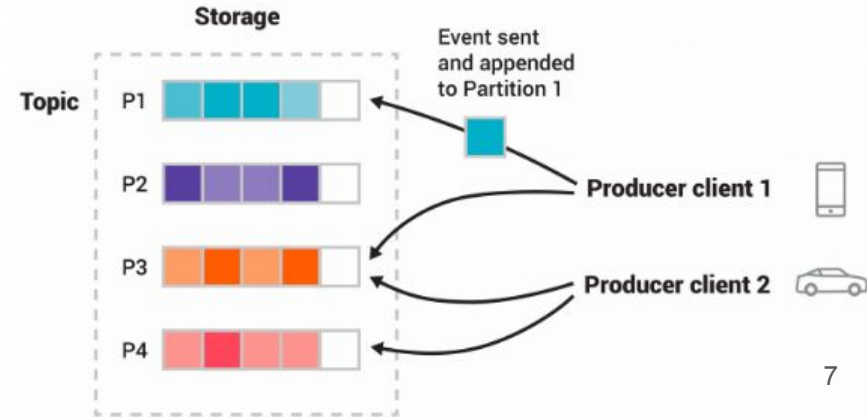 Storage
Event sent
and appended
to Partition 1
Topic
P1
P2
Producer client 1
P3
Producer client 2
P4
7